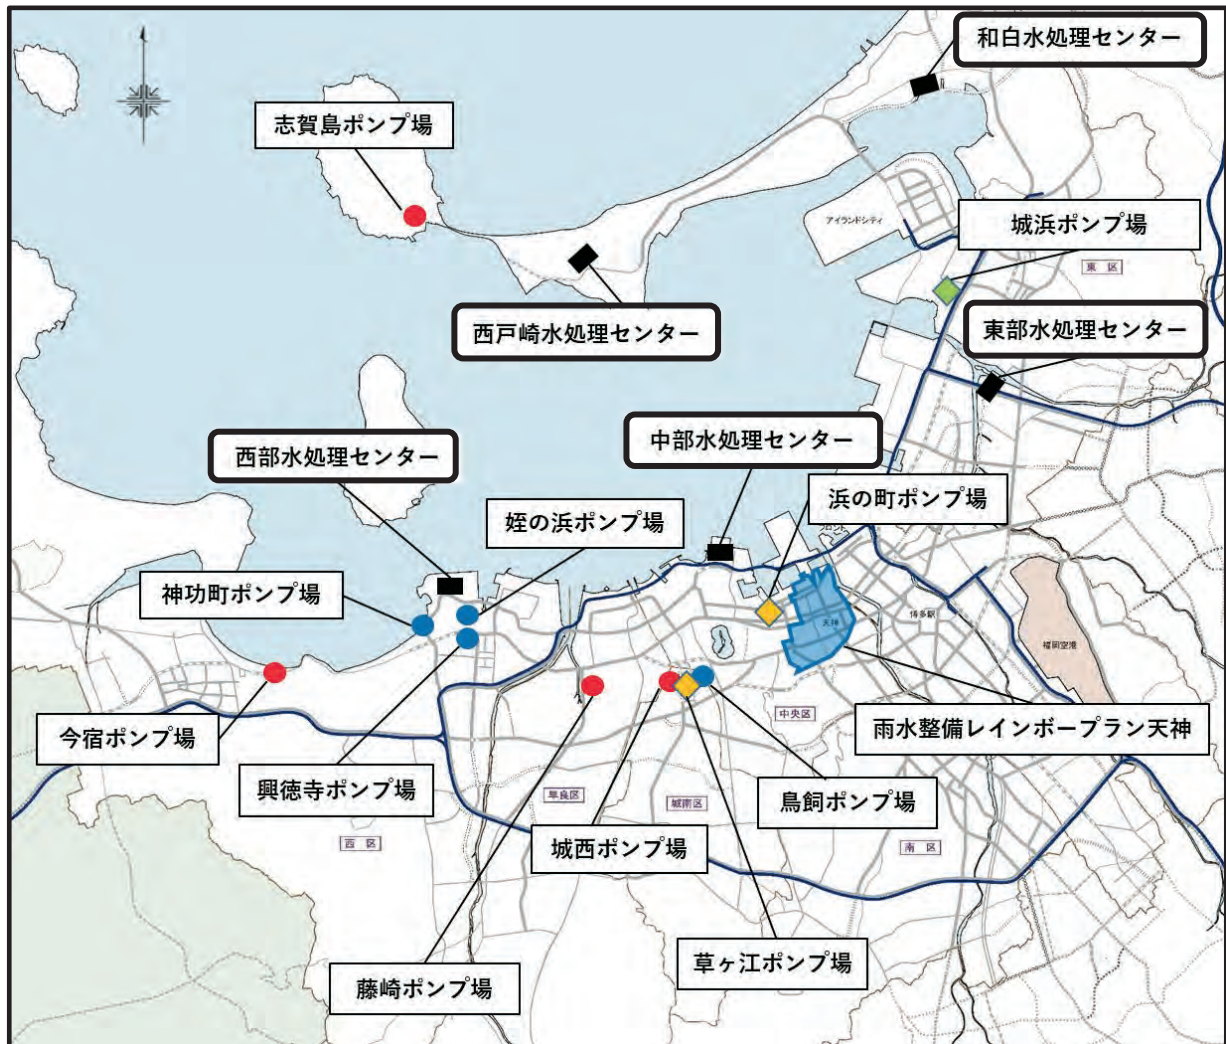 和白水処理センター
志賀島ポンプ場
アイランドシティ
城浜ポンプ場
東 区
西戸崎水処理センター
東部水処理センター
中部水処理センター
西部水処理センター
浜の町ポンプ場
姪の浜ポンプ場
神功町ポンプ場
天神
博多駅
福岡空港
今宿ポンプ場
中央区
雨水整備レインボープラン天神
興徳寺ポンプ場
早良区
城南区
鳥飼ポンプ場
西 区
城西ポンプ場
南 区
藤崎ポンプ場
草ヶ江ポンプ場